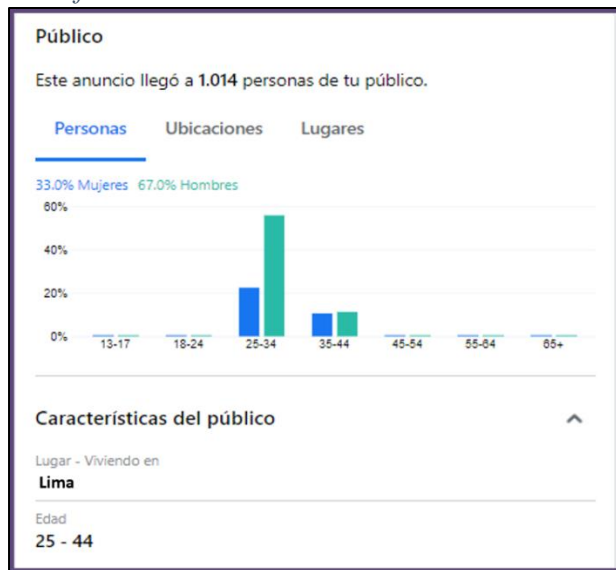 Público
Este anuncio llegó a 1.014 personas de tu público.
Personas Ubicaciones Lugares
33.0% Mujeres 67.0% Hombres
60%
40%
20%
0%
13-17 18-24 25-34 35-44 45-54 55-64 65+
Características del público
Lugar - Viviendo en
Lima
Edad
25 - 44